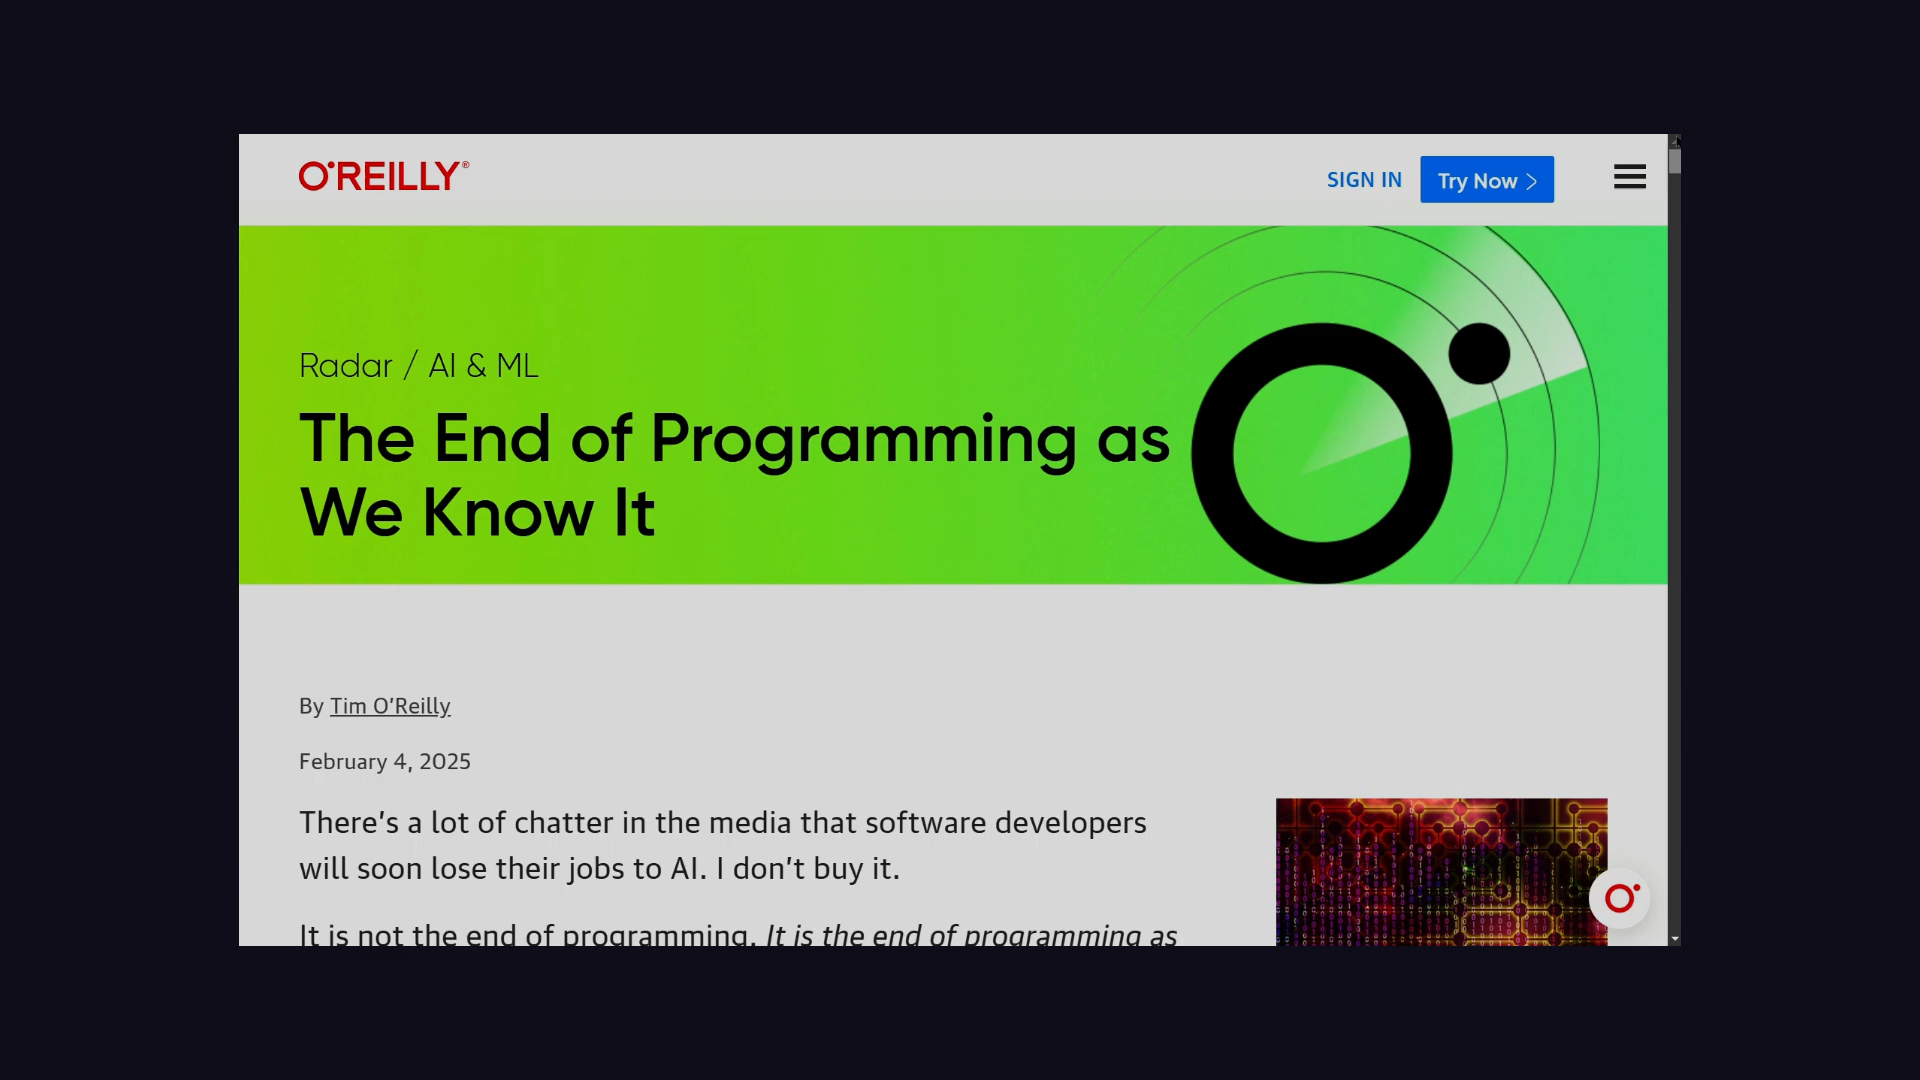 O'REILLY®
SIGN IN
Try Now >
Radar / AI & ML
The End of Programming as
We Know It
By Tim O’Reilly
February 4, 2025
There’s a lot of chatter in the media that software developers
will soon lose their jobs to AI. I don’t buy it.
It is not the end of programming. It is the end of programming as